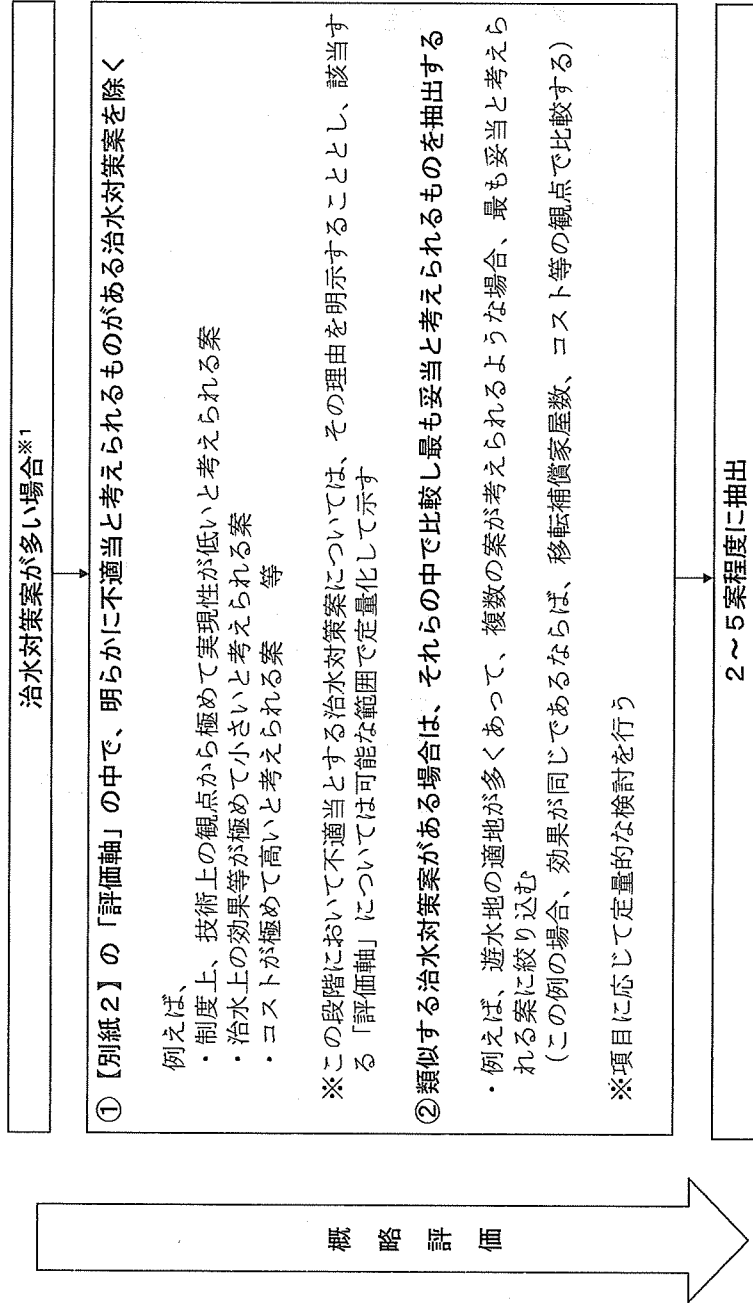 治水対策案が多い場合※1
①【別紙2】の「評価軸」の中で、明らかに不適当と考えられるものがある治水対策案を除く
例えば、
・制度上、技術上の観点から極めて実現性が低いと考えられる案
・治水上の効果等が極めて小さいと考えられる案
・コストが極めて高いと考えられる案　等
※この段階において不適当とする治水対策案については、その理由を明示することとし、該当す
る「評価軸」については可能な範囲で定量化して示す
②類似する治水対策案がある場合は、それらの中で比較し最も妥当と考えられるものを抽出する
・例えば、遊水地の適地が多くあって、複数の案が考えられるような場合、最も妥当と考えら
れる案に絞り込む
（この例の場合、効果が同じであるならば、移転補償家屋数、コスト等の観点で比較する）
※項目に応じて定量的な検討を行う
2～5案程度に抽出
概略評価